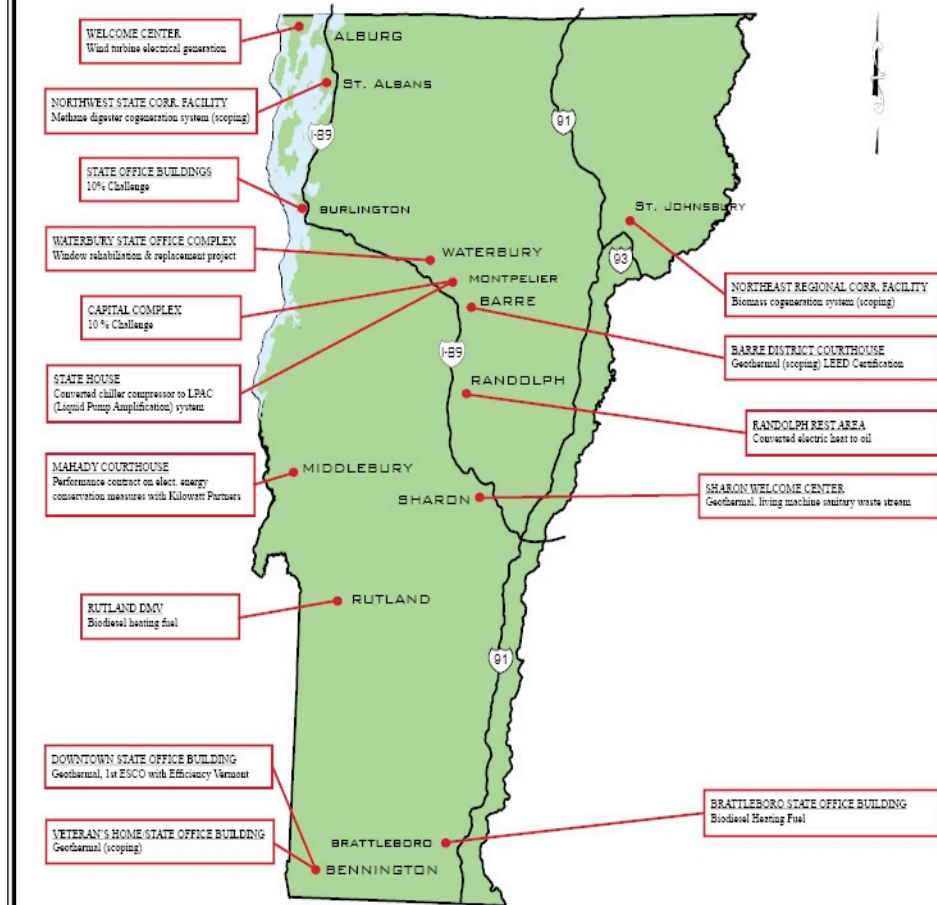 WELCOME CENTER
Wind turbine electrical generation
ALBURG
NORTHWEST STATE CORR. FACILITY
Methane digester cogeneration system (scoping)
ST. ALBANS
I-89
91
STATE OFFICE BUILDINGS
10% Challenge
BURLINGTON
ST. JOHNSBURY
WATERBURY STATE OFFICE COMPLEX
Window rehabiliation & replacement project
WATERBURY
93
MONTPELIER
NORTHEAST REGIONAL CORR. FACILITY
Biomass cogeneration system (scoping)
CAPITAL COMPLEX
10 % Challenge
BARRE
BARRE DISTRICT COURTHOUSE
Geothermal (scoping) LEED Certification
I-89
STATE HOUSE
Converted chiller compressor to LPAC
(Liquid Pump Amplification) system
RANDOLPH
RANDOLPH REST AREA
Converted electric heat to oil
MAHADY COURTHOUSE
Performance contract on elect. energy
conservation measures with Kilowatt Partners
MIDDLEBURY
SHARON
SHARON WELCOME CENTER
Geothermal, living machine sanitary waste stream
RUTLAND DMV
Biodiesel heating fuel
RUTLAND
91
DOWNTOWN STATE OFFICE BUILDING
Geothermal, 1st ESCO with Efficiency Vermont
VETERAN'S HOME/STATE OFFICE BUILDING
Geothermal (scoping)
BRATTLEBORO
BENNINGTON
BRATTLEBORO STATE OFFICE BUILDING
Biodiesel Heating Fuel